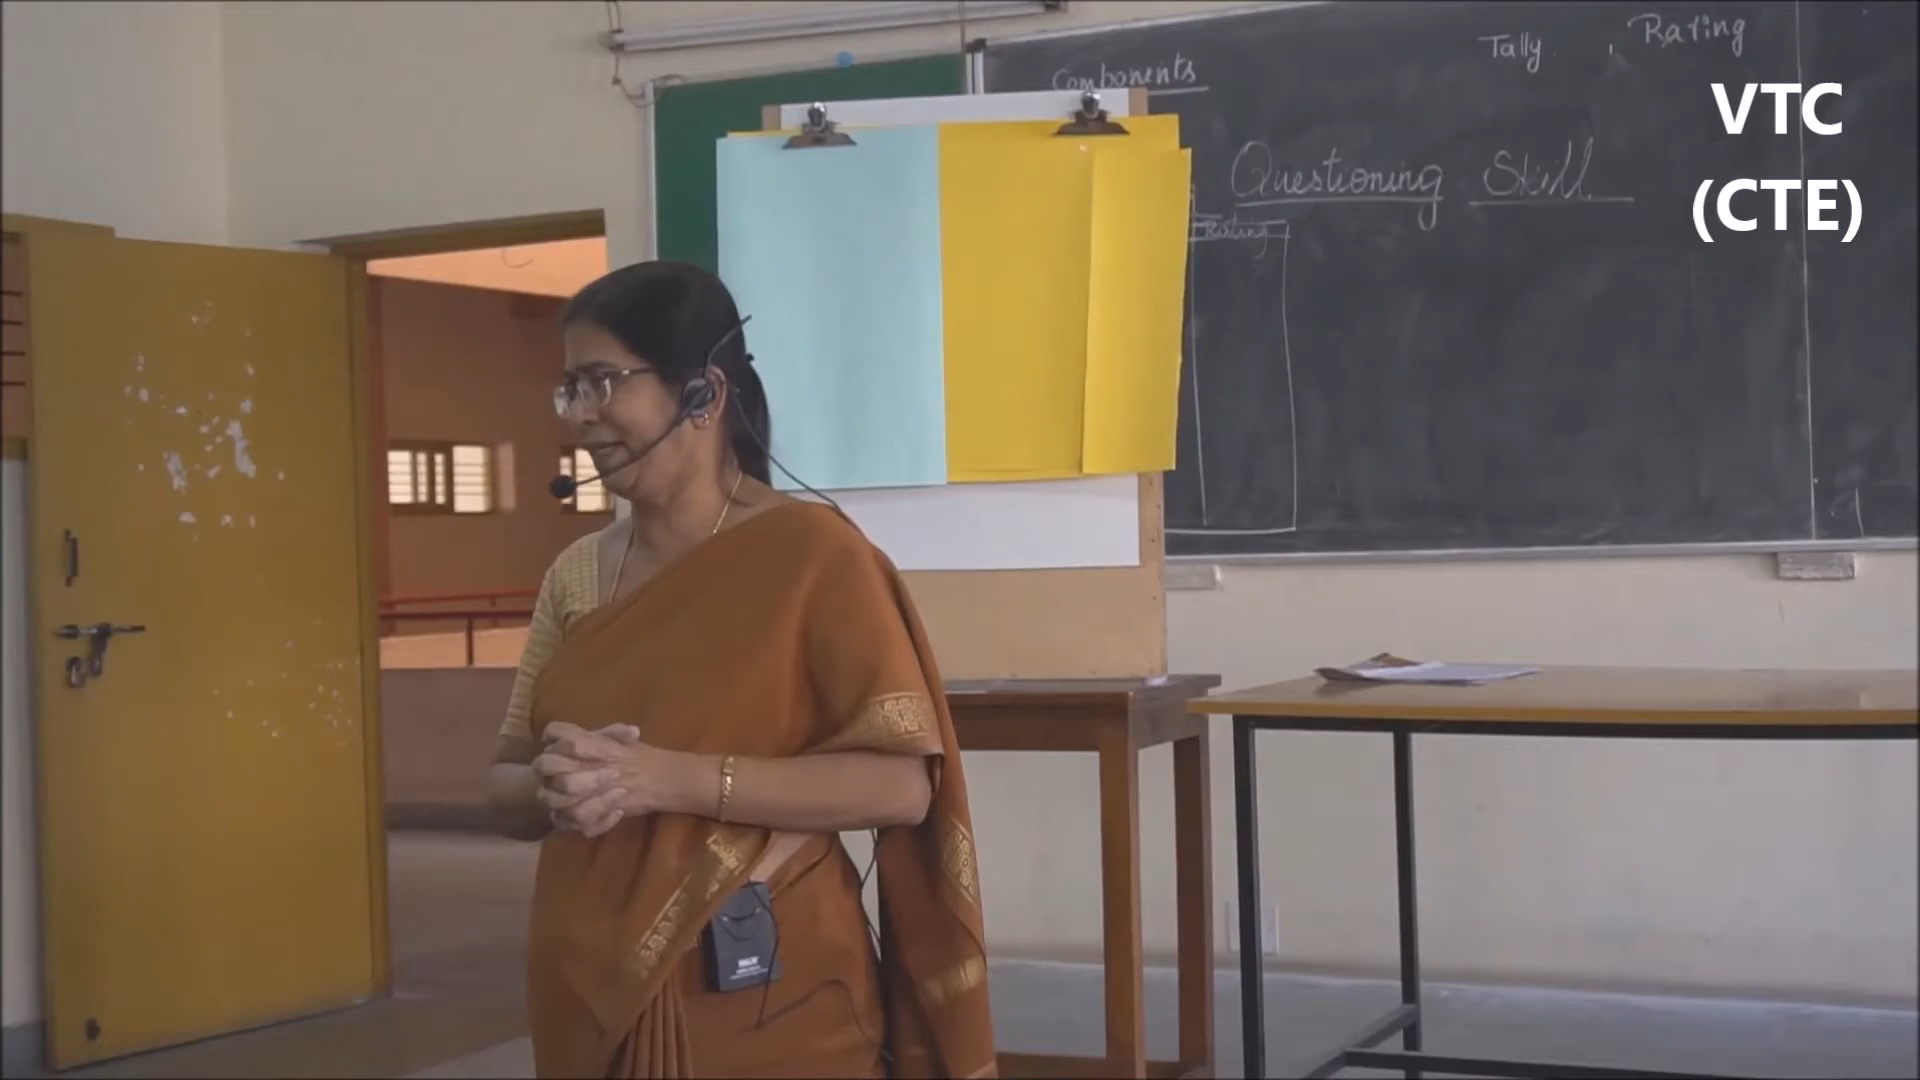 Tally , Rating
Components
VTC
(CTE)
Questioning Skill
Rating